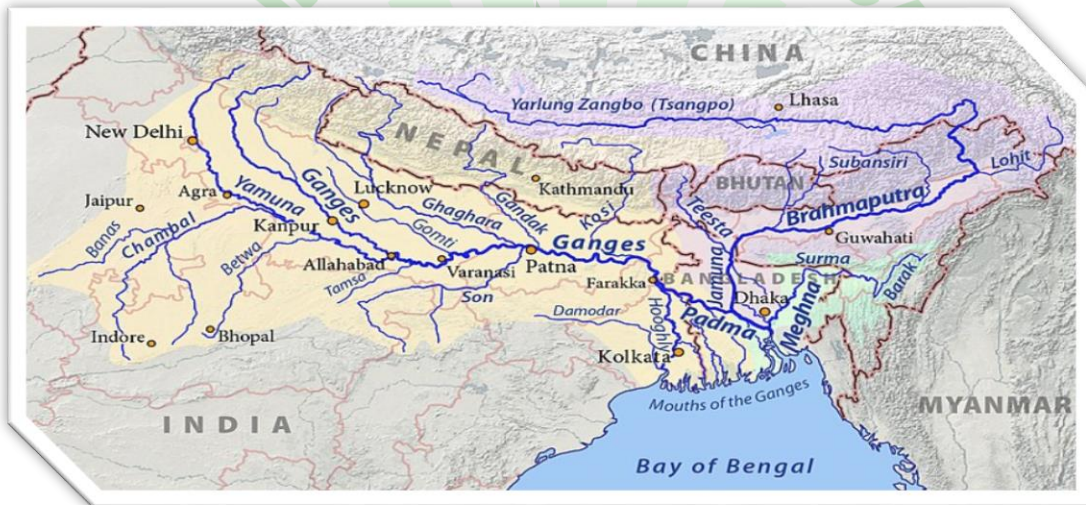 CHINA
Yarlung Zangbo (Tsangpo)
Lhasa
New Delhi
NEPAL
Subansiri
Lohit
BHUTAN
Agra
Yamuna
Ganges
Lucknow
Kathmandu
Jaipur
Ghaghara
Gandak
Kosi
Teesta
Brahmaputra
Banas
Chambal
Kanpur
Gomti
Ganges
Guwahati
Betwa
Allahabad
Varanasi
Patna
Surma
Tamsa
Farakka
BANGLADESH
Barak
Son
Jamuna
Dhaka
Meghna
Damodar
Hooghly
Padma
Indore
Bhopal
Kolkata
Mouths of the Ganges
INDIA
MYANMAR
Bay of Bengal